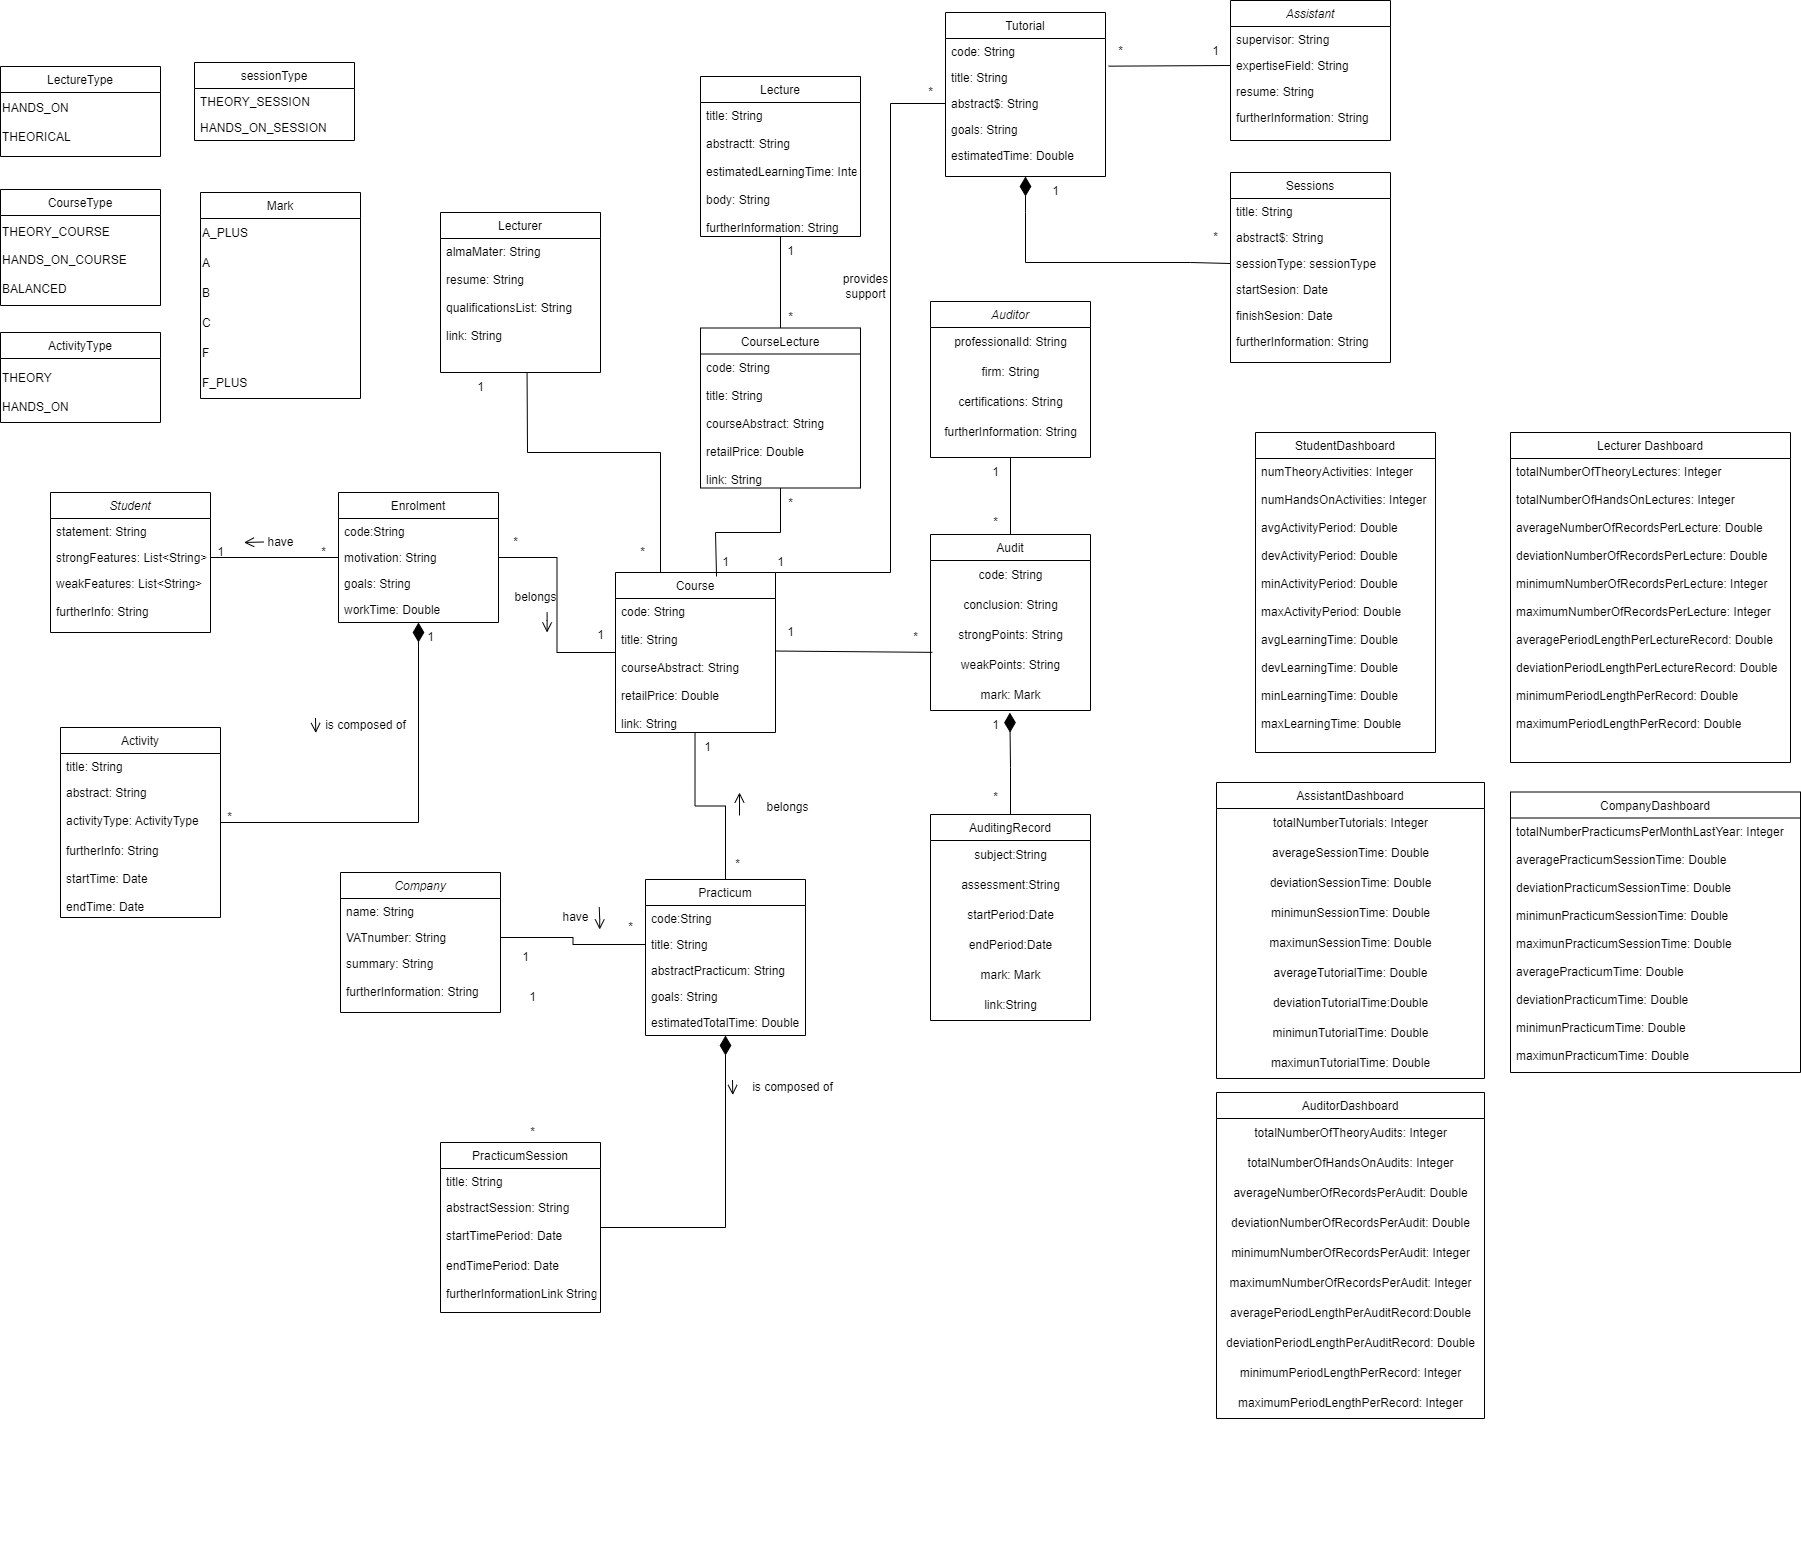 LectureType
HANDS_ON
THEORICAL
sessionType
THEORY_SESSION
HANDS_ON_SESSION
CourseType
THEORY_COURSE
HANDS_ON_COURSE
BALANCED
Mark
A_PLUS
A
B
C
F
F_PLUS
ActivityType
THEORY
HANDS_ON
Lecturer
almaMater: String
resume: String
qualificationsList: String
link: String
1
*
Lecture
title: String
abstractt: String
estimatedLearningTime: Inte
body: String
furtherInformation: String
1
*
CourseLecture
code: String
title: String
courseAbstract: String
retailPrice: Double
link: String
*
1
Tutorial
code: String
title: String
abstract$: String
goals: String
estimatedTime: Double
*
1
*
provides
support
1
Assistant
supervisor: String
expertiseField: String
resume: String
furtherInformation: String
1
*
Sessions
title: String
abstract$: String
sessionType: sessionType
startSesion: Date
finishSesion: Date
furtherInformation: String
Auditor
professionalId: String
firm: String
certifications: String
furtherInformation: String
1
*
Audit
code: String
conclusion: String
strongPoints: String
weakPoints: String
mark: Mark
1
*
AuditingRecord
subject:String
assessment:String
startPeriod:Date
endPeriod:Date
mark: Mark
link:String
Student
statement: String
strongFeatures: List<String>
weakFeatures: List<String>
furtherInfo: String
have
1
*
Enrolment
code:String
motivation: String
goals: String
workTime: Double
*
belongs
1
1
is composed of
*
Course
code: String
title: String
courseAbstract: String
retailPrice: Double
link: String
1
*
1
belongs
*
Activity
title: String
abstract: String
activityType: ActivityType
furtherInfo: String
startTime: Date
endTime: Date
Company
name: String
VATnumber: String
summary: String
furtherInformation: String
have
*
1
1
Practicum
code:String
title: String
abstractPracticum: String
goals: String
estimatedTotalTime: Double
is composed of
*
PracticumSession
title: String
abstractSession: String
startTimePeriod: Date
endTimePeriod: Date
furtherInformationLink String
StudentDashboard
numTheoryActivities: Integer
numHandsOnActivities: Integer
avgActivityPeriod: Double
devActivityPeriod: Double
minActivityPeriod: Double
maxActivityPeriod: Double
avgLearningTime: Double
devLearningTime: Double
minLearningTime: Double
maxLearningTime: Double
Lecturer Dashboard
totalNumberOfTheoryLectures: Integer
totalNumberOfHandsOnLectures: Integer
averageNumberOfRecordsPerLecture: Double
deviationNumberOfRecordsPerLecture: Double
minimumNumberOfRecordsPerLecture: Integer
maximumNumberOfRecordsPerLecture: Integer
averagePeriodLengthPerLectureRecord: Double
deviationPeriodLengthPerLectureRecord: Double
minimumPeriodLengthPerRecord: Double
maximumPeriodLengthPerRecord: Double
AssistantDashboard
totalNumberTutorials: Integer
averageSessionTime: Double
deviationSessionTime: Double
minimunSessionTime: Double
maximunSessionTime: Double
averageTutorialTime: Double
deviationTutorialTime:Double
minimunTutorialTime: Double
maximunTutorialTime: Double
CompanyDashboard
totalNumberPracticumsPerMonthLastYear: Integer
averagePracticumSessionTime: Double
deviationPracticumSessionTime: Double
minimunPracticumSessionTime: Double
maximunPracticumSessionTime: Double
averagePracticumTime: Double
deviationPracticumTime: Double
minimunPracticumTime: Double
maximunPracticumTime: Double
AuditorDashboard
totalNumberOfTheoryAudits: Integer
totalNumberOfHandsOnAudits: Integer
averageNumberOfRecordsPerAudit: Double
deviationNumberOfRecordsPerAudit: Double
minimumNumberOfRecordsPerAudit: Integer
maximumNumberOfRecordsPerAudit: Integer
averagePeriodLengthPerAuditRecord:Double
deviationPeriodLengthPerAuditRecord: Double
minimumPeriodLengthPerRecord: Integer
maximumPeriodLengthPerRecord: Integer